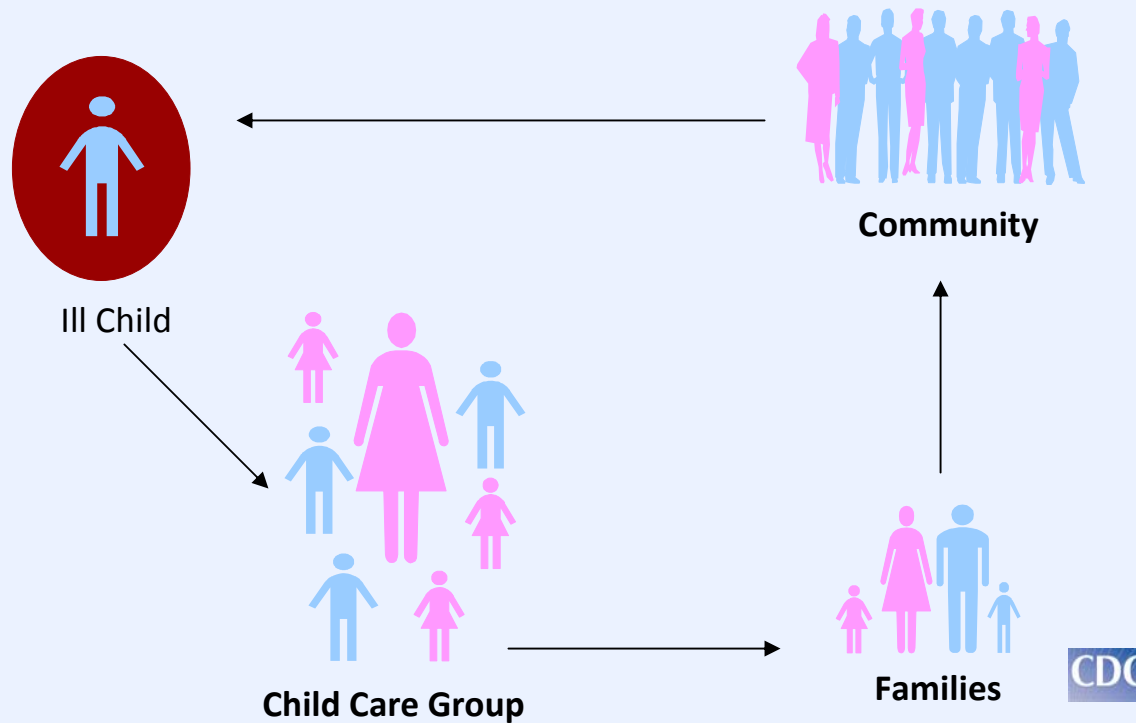 Community
Ill Child
Child Care Group
Families
CDC